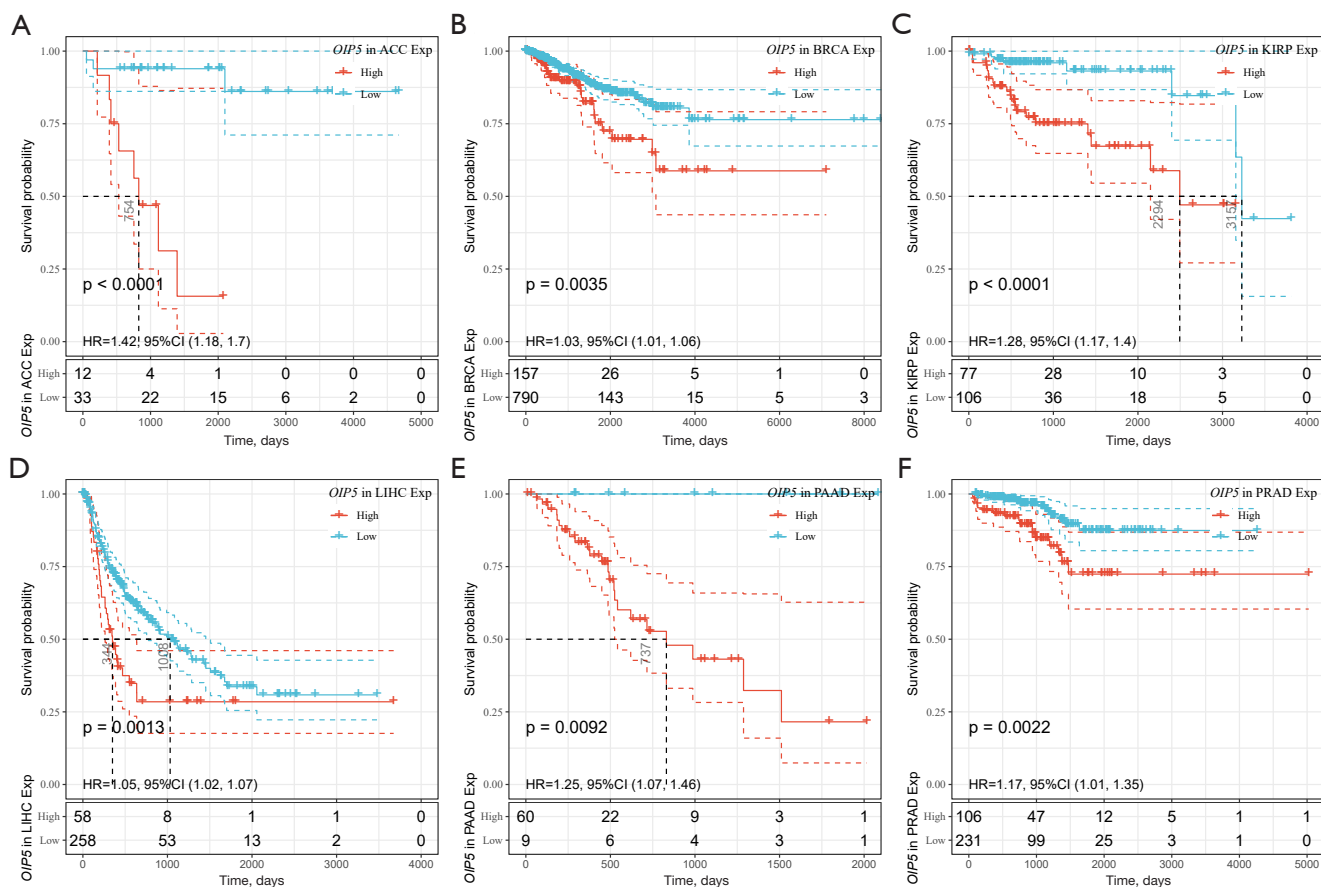 A
OIP5 in ACC Exp
High
Low
1.00
0.75
0.50
0.25
0.00
Survival probability
754
p < 0.0001
HR=1.42, 95%CI (1.18, 1.7)
OIP5 in ACC Exp
High 12 4 1 0 0 0
Low 33 22 15 6 2 0
0 1000 2000 3000 4000 5000
Time, days
B
OIP5 in BRCA Exp
High
Low
1.00
0.75
0.50
0.25
0.00
Survival probability
p = 0.0035
HR=1.03, 95%CI (1.01, 1.06)
OIP5 in BRCA Exp
High 157 26 5 1 0
Low 790 143 15 5 3
0 2000 4000 6000 8000
Time, days
C
OIP5 in KIRP Exp
High
Low
1.00
0.75
0.50
0.25
0.00
Survival probability
2294
3152
p < 0.0001
HR=1.28, 95%CI (1.17, 1.4)
OIP5 in KIRP Exp
High 77 28 10 3 0
Low 106 36 18 5 0
0 1000 2000 3000 4000
Time, days
D
OIP5 in LIHC Exp
High
Low
1.00
0.75
0.50
0.25
0.00
Survival probability
344
1008
p = 0.0013
HR=1.05, 95%CI (1.02, 1.07)
OIP5 in LIHC Exp
High 58 8 1 1 0
Low 258 53 13 2 0
0 1000 2000 3000 4000
Time, days
E
OIP5 in PAAD Exp
High
Low
1.00
0.75
0.50
0.25
0.00
Survival probability
737
p = 0.0092
HR=1.25, 95%CI (1.07, 1.46)
OIP5 in PAAD Exp
High 60 22 9 3 1
Low 9 6 4 3 1
0 500 1000 1500 2000
Time, days
F
OIP5 in PRAD Exp
High
Low
1.00
0.75
0.50
0.25
0.00
Survival probability
p = 0.0022
HR=1.17, 95%CI (1.01, 1.35)
OIP5 in PRAD Exp
High 106 47 12 5 1 1
Low 231 99 25 3 1 0
0 1000 2000 3000 4000 5000
Time, days